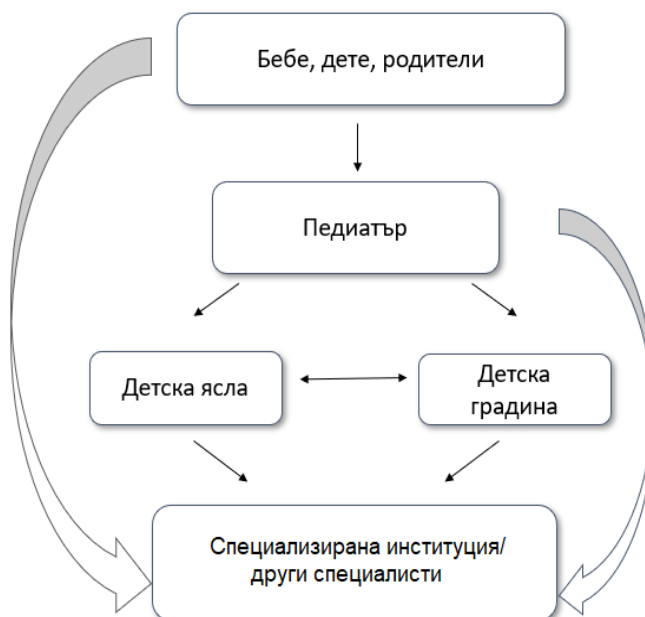 Бебе, дете, родители
Педиатър
Детска ясла
Детска
градина
Специализирана институция/
други специалисти